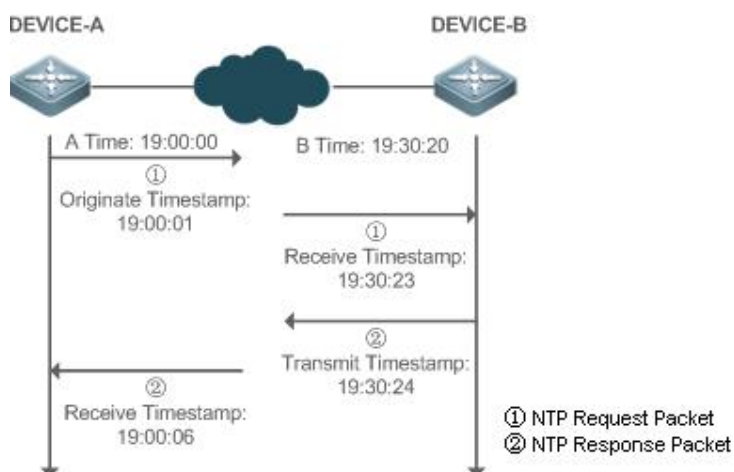 DEVICE-A
DEVICE-B
A Time: 19:00:00
B Time: 19:30:20
①
Originate Timestamp:
19:00:01
①
Receive Timestamp:
19:30:23
②
Transmit Timestamp:
19:30:24
②
Receive Timestamp:
19:00:06
① NTP Request Packet
② NTP Response Packet